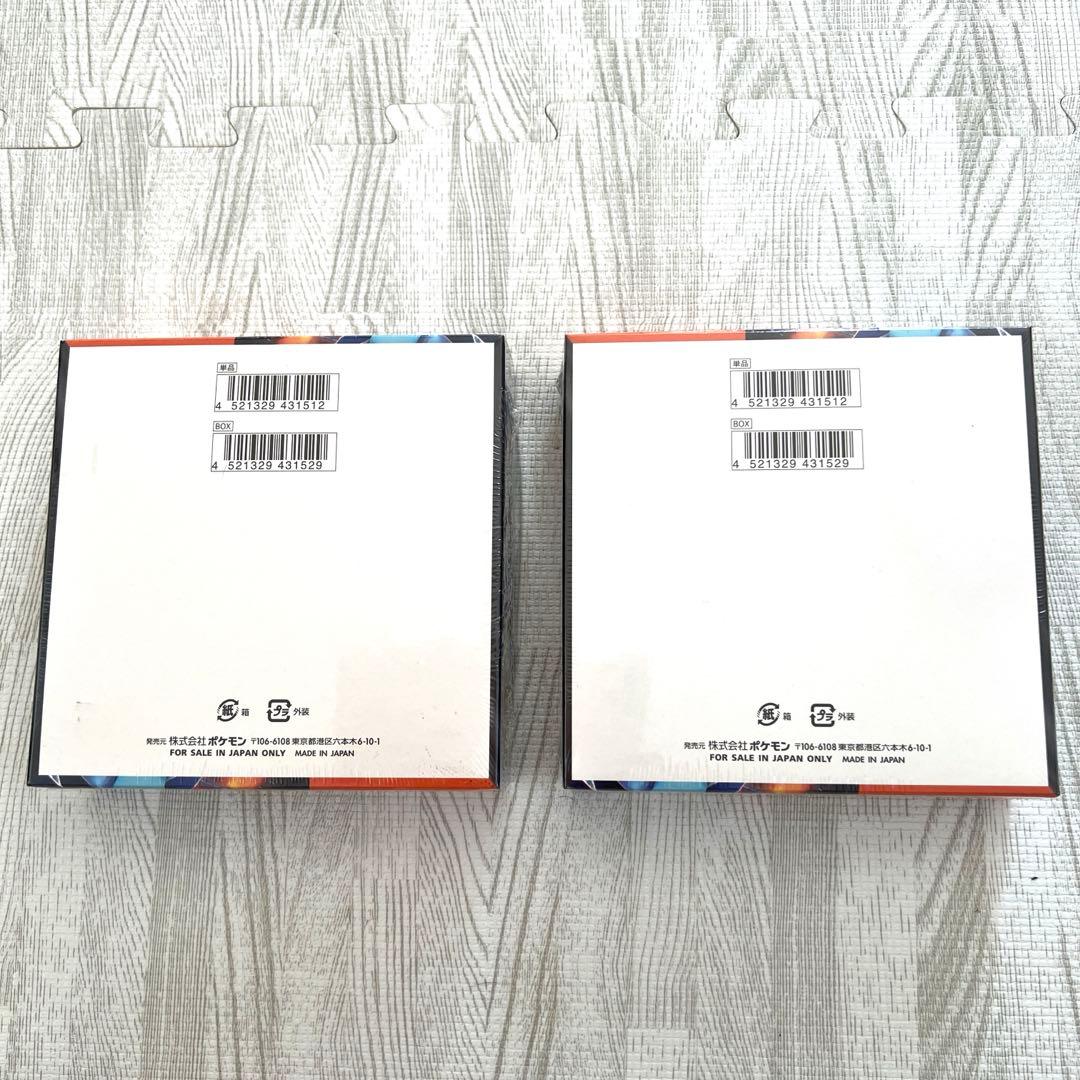 単品
4 521329 431512
BOX
4 521329 431529
紙 箱 プラ 外装
発売元 株式会社ポケモン 〒106-6108 東京都港区六本木6-10-1
FOR SALE IN JAPAN ONLY MADE IN JAPAN
単品
4 521329 431512
BOX
4 521329 431529
紙 箱 プラ 外装
発売元 株式会社ポケモン 〒106-6108 東京都港区六本木6-10-1
FOR SALE IN JAPAN ONLY MADE IN JAPAN